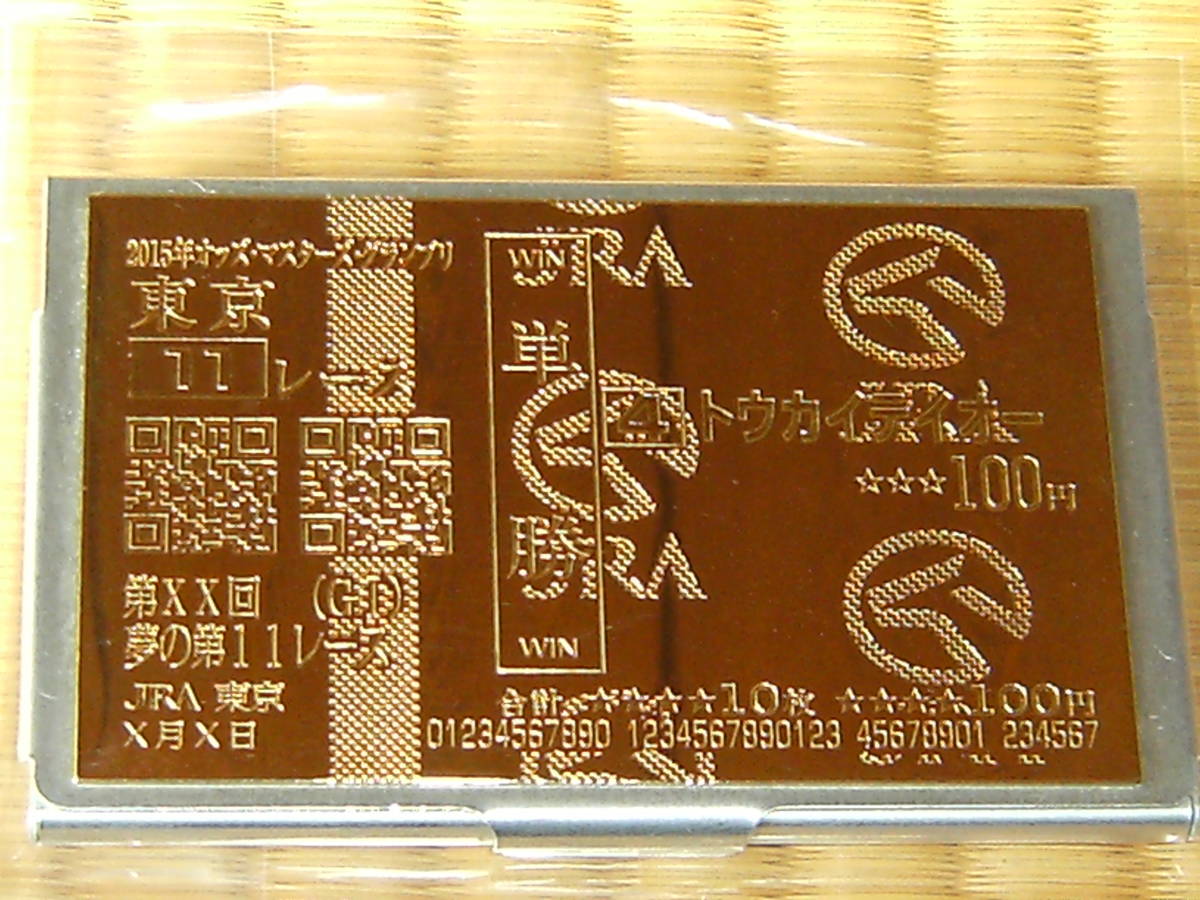 2015年オッズ・マスターズ・グランプリ
東京
11 レース
第XX回 (GI)
夢の第11レース
JRA 東京
X月X日
WIN
単勝
WIN
JRA
JRA
4 トウカイテイオー
☆☆☆100円
合計 ☆☆☆☆10枚 ☆☆☆☆100円
01234567890 1234567890123 45678901 234567